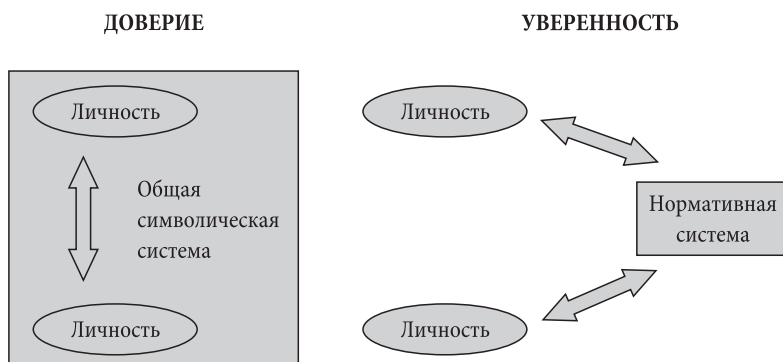 ДОВЕРИЕ
Личность
Общая
символическая
система
Личность
УВЕРЕННОСТЬ
Личность
Нормативная
система
Личность